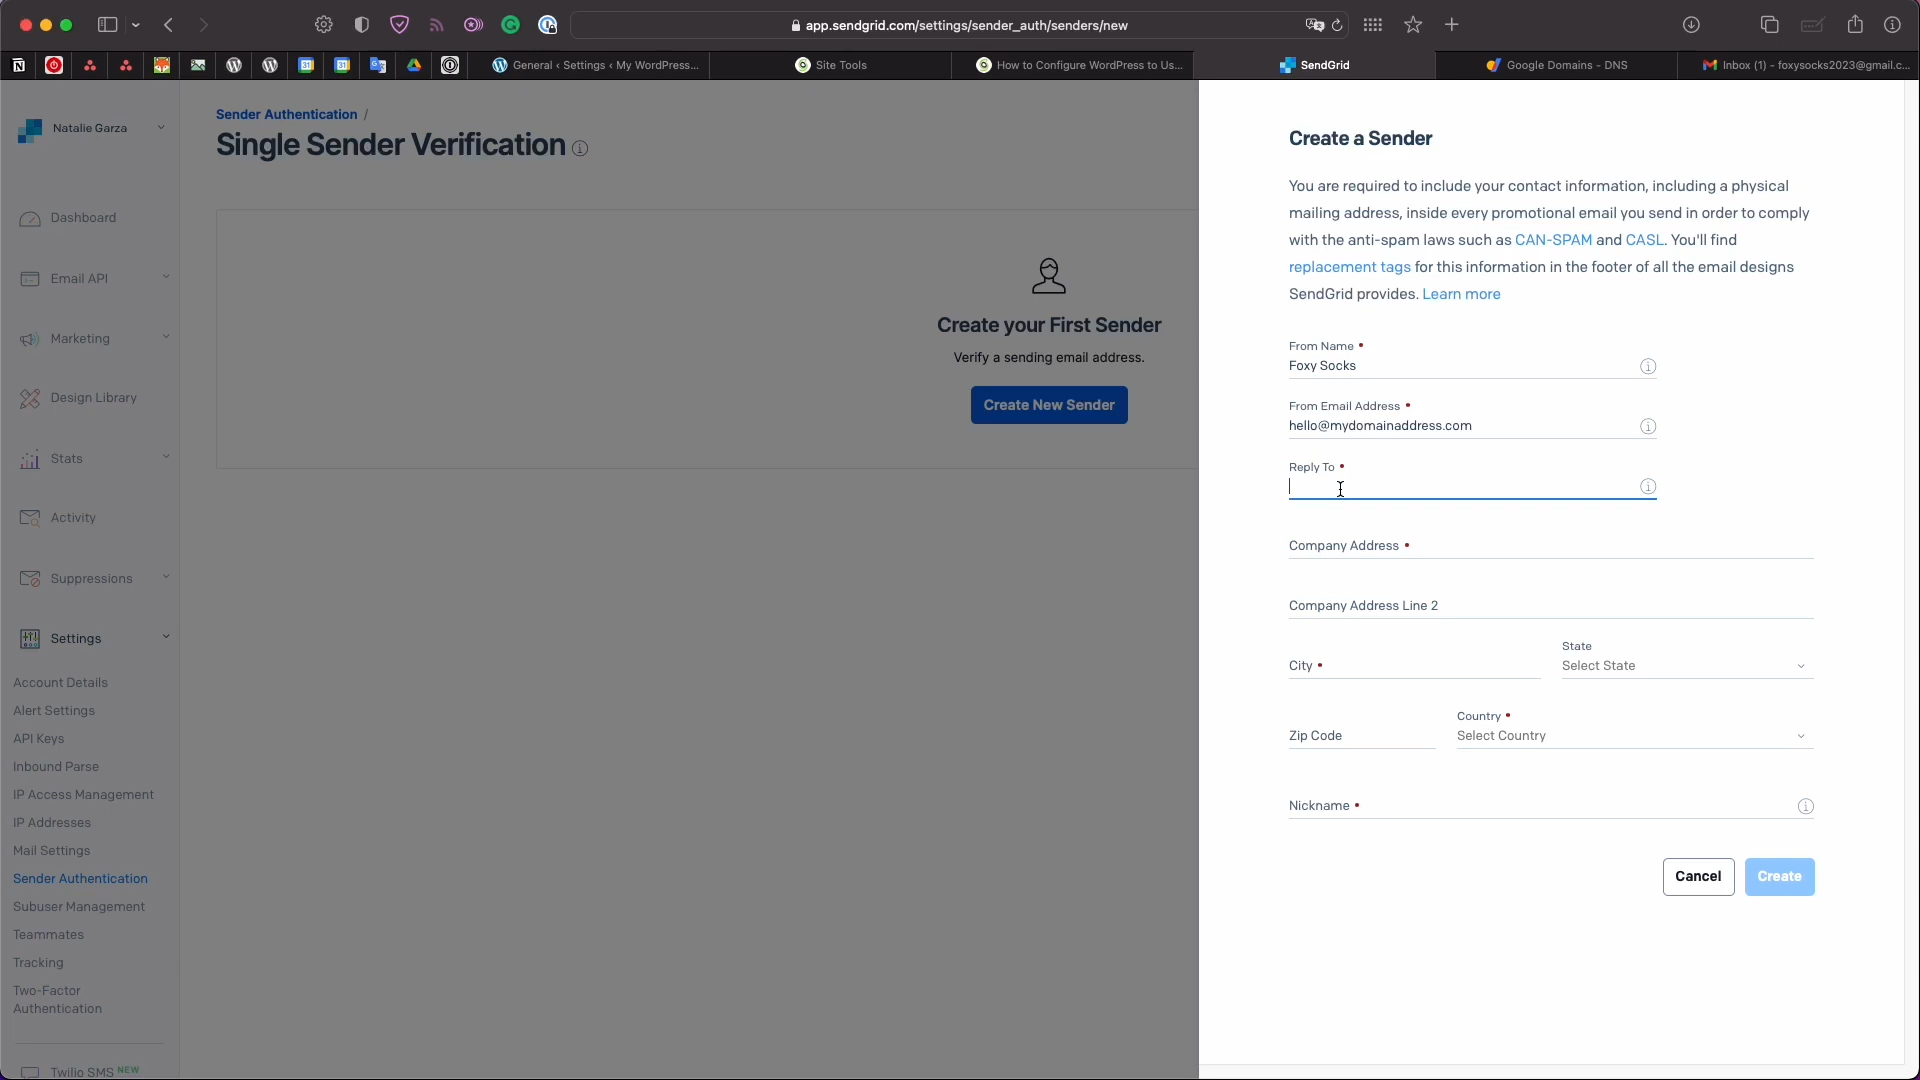 app.sendgrid.com/settings/sender_auth/senders/new
General ‹ Settings ‹ My WordPress...
Site Tools
How to Configure WordPress to Us...
SendGrid
Google Domains - DNS
Inbox (1) - foxysocks2023@gmail.c...
Natalie Garza
Dashboard
Email API
Marketing
Design Library
Stats
Activity
Suppressions
Settings
Account Details
Alert Settings
API Keys
Inbound Parse
IP Access Management
IP Addresses
Mail Settings
Sender Authentication
Subuser Management
Teammates
Tracking
Two-Factor
Authentication
Twilio SMS NEW
Sender Authentication /
Single Sender Verification
Create your First Sender
Verify a sending email address.
Create New Sender
Create a Sender
You are required to include your contact information, including a physical
mailing address, inside every promotional email you send in order to comply
with the anti-spam laws such as CAN-SPAM and CASL. You'll find
replacement tags for this information in the footer of all the email designs
SendGrid provides. Learn more
From Name •
Foxy Socks
From Email Address •
hello@mydomainaddress.com
Reply To •
Company Address •
Company Address Line 2
City •
State
Select State
Zip Code
Country •
Select Country
Nickname •
Cancel
Create